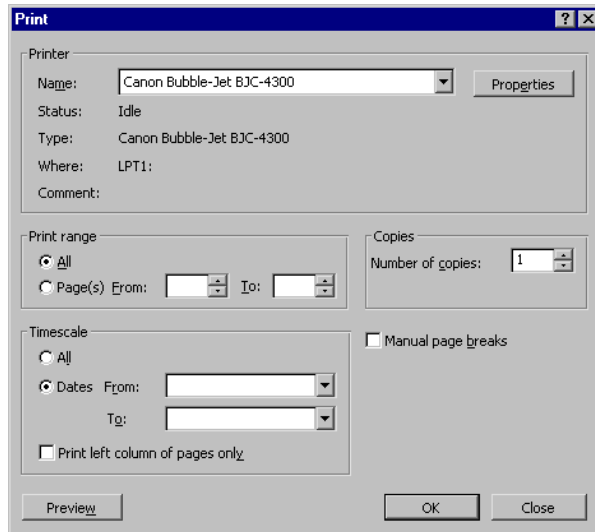 Print
Printer
Name: Canon Bubble-Jet BJC-4300 Properties
Status: Idle
Type: Canon Bubble-Jet BJC-4300
Where: LPT1:
Comment:
Print range
All
Page(s) From: To:
Copies
Number of copies: 1
Timescale
All
Dates From:
To:
Print left column of pages only
Manual page breaks
Preview OK Close